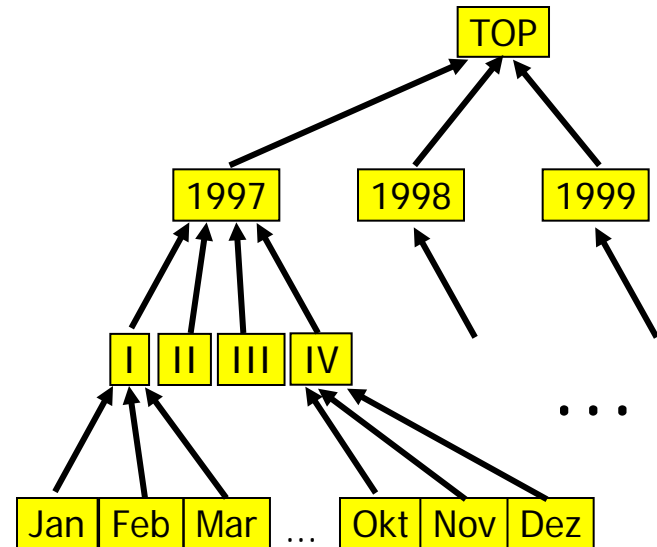 TOP
1997 1998 1999
I II III IV
...
Jan Feb Mar ... Okt Nov Dez